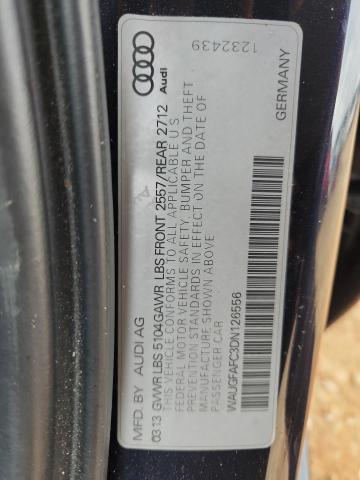 1232439
Audi
GERMANY
MFD. BY AUDI AG
03 13 GVWR LBS 5104 GAWR LBS FRONT 2557/REAR 2712
THIS VEHICLE CONFORMS TO ALL APPLICABLE U S
FEDERAL MOTOR VEHICLE SAFETY, BUMPER AND THEFT
PREVENTION STANDARDS IN EFFECT ON THE DATE OF
MANUFACTURE SHOWN ABOVE
PASSENGER CAR
WAUGFAFC3DN126556